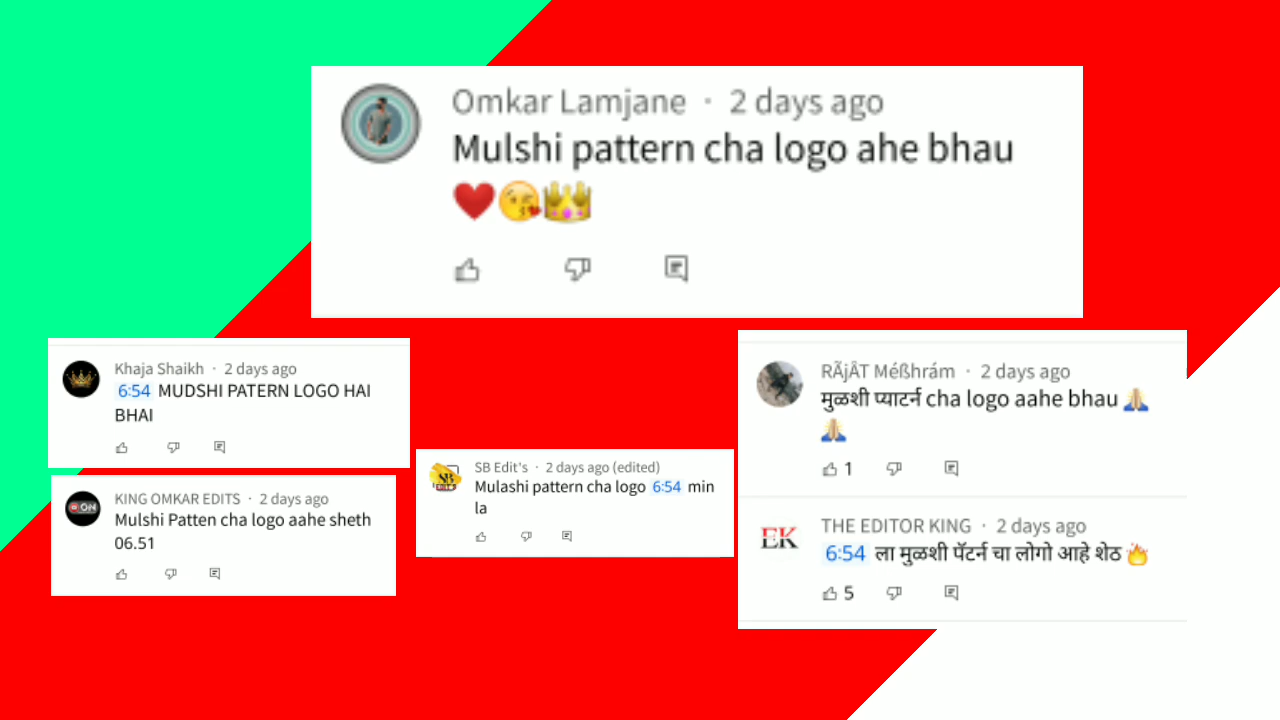 Omkar Lamjane · 2 days ago
Mulshi pattern cha logo ahe bhau
❤️😘👑
Khaja Shaikh · 2 days ago
6:54 MUDSHI PATERN LOGO HAI
BHAI
KING OMKAR EDITS · 2 days ago
Mulshi Patten cha logo aahe sheth
06.51
SB Edit's · 2 days ago (edited)
Mulashi pattern cha logo 6:54 min
la
RÃjÂT Méßhrám · 2 days ago
मुळशी प्याटर्न cha logo aahe bhau 🙏
🙏
1
EK
THE EDITOR KING · 2 days ago
6:54 ला मुळशी पॅटर्न चा लोगो आहे शेठ 🔥
5